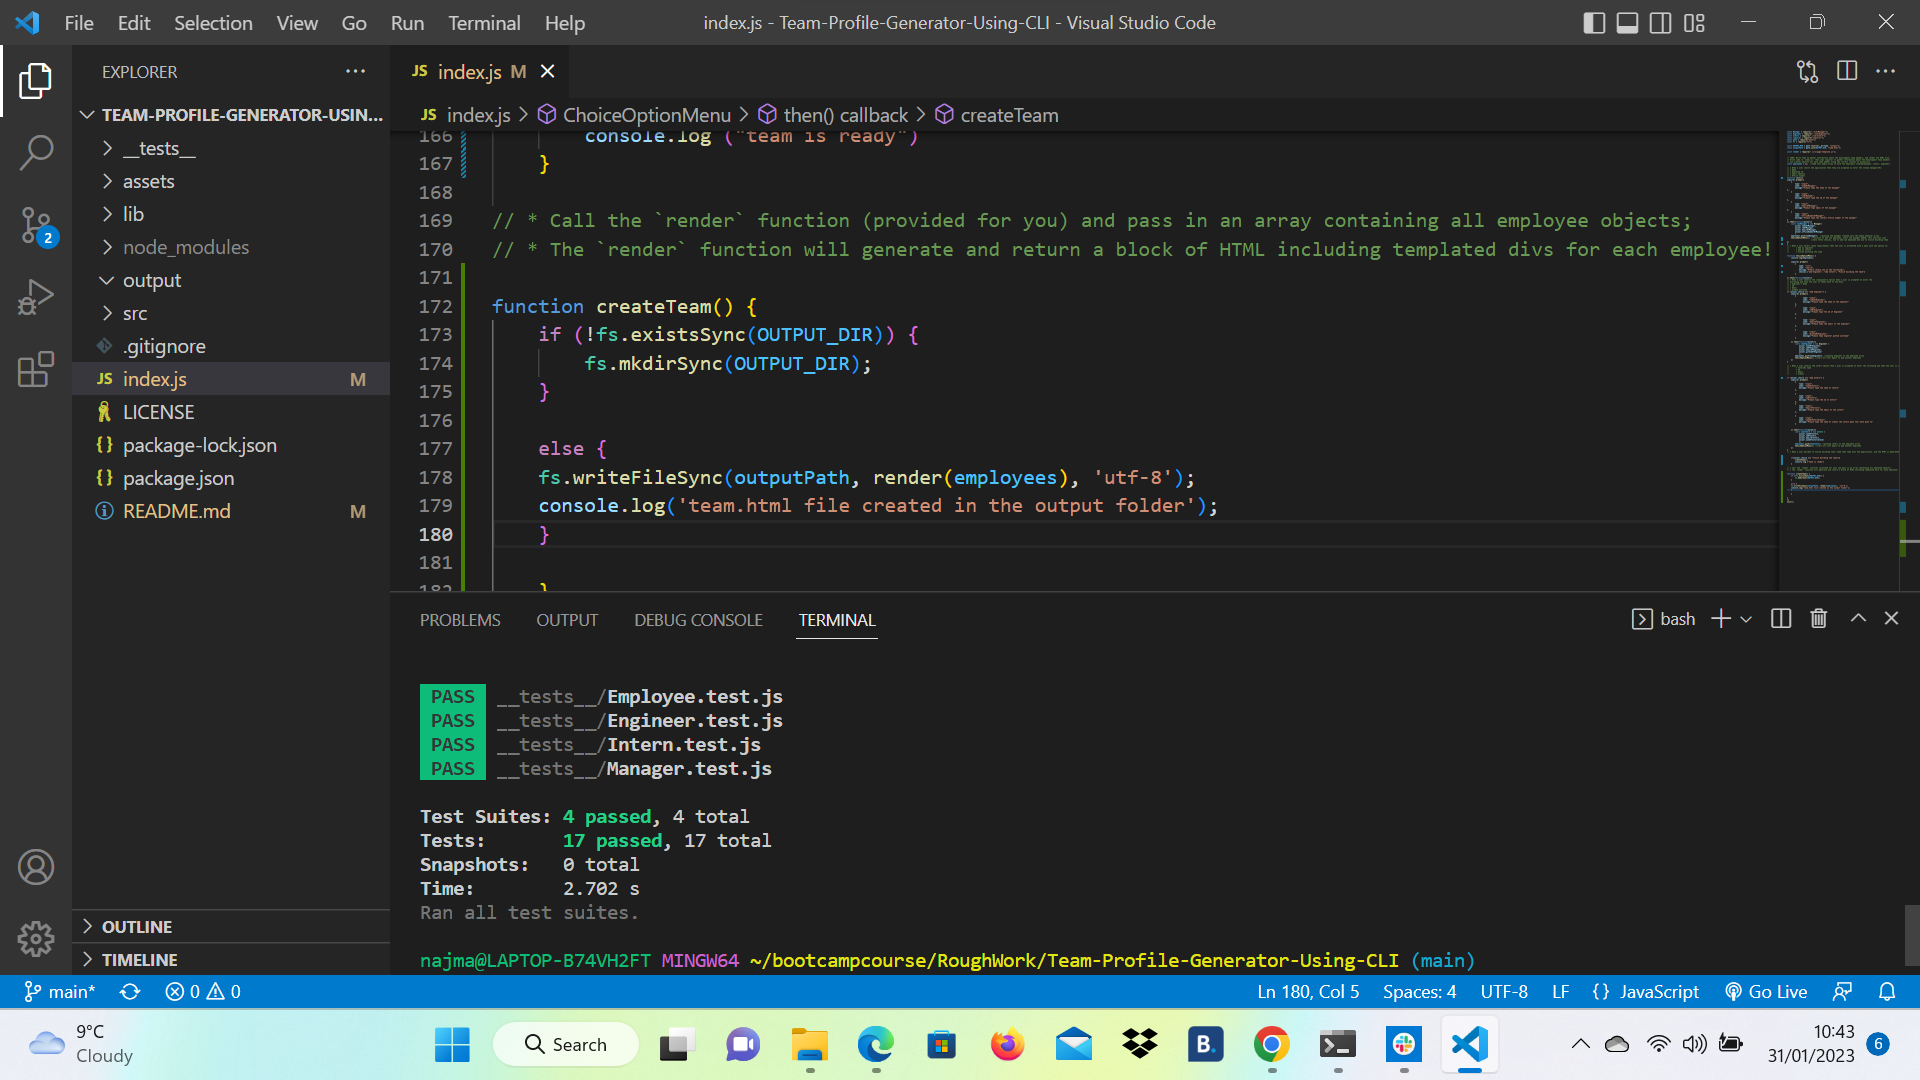 File Edit Selection View Go Run Terminal Help
index.js - Team-Profile-Generator-Using-CLI - Visual Studio Code
EXPLORER
TEAM-PROFILE-GENERATOR-USIN...
__tests__
assets
lib
node_modules
output
src
.gitignore
JS index.js M
LICENSE
{} package-lock.json
{} package.json
README.md M
OUTLINE
TIMELINE
2
JS index.js M
JS index.js > ChoiceOptionMenu > then() callback > createTeam
166 console.log ("team is ready")
167 }
168
169 // * Call the `render` function (provided for you) and pass in an array containing all employee objects;
170 // * The `render` function will generate and return a block of HTML including templated divs for each employee!
171
172 function createTeam() {
173 if (!fs.existsSync(OUTPUT_DIR)) {
174 fs.mkdirSync(OUTPUT_DIR);
175 }
176
177 else {
178 fs.writeFileSync(outputPath, render(employees), 'utf-8');
179 console.log('team.html file created in the output folder');
180 }
181
182 }
PROBLEMS OUTPUT DEBUG CONSOLE TERMINAL
bash
PASS __tests__/Employee.test.js
PASS __tests__/Engineer.test.js
PASS __tests__/Intern.test.js
PASS __tests__/Manager.test.js
Test Suites: 4 passed, 4 total
Tests: 17 passed, 17 total
Snapshots: 0 total
Time: 2.702 s
Ran all test suites.
najma@LAPTOP-B74VH2FT MINGW64 ~/bootcampcourse/RoughWork/Team-Profile-Generator-Using-CLI (main)
main* 0 0 Ln 180, Col 5 Spaces: 4 UTF-8 LF {} JavaScript Go Live
9°C
Cloudy
Search
B.
10:43
31/01/2023
6